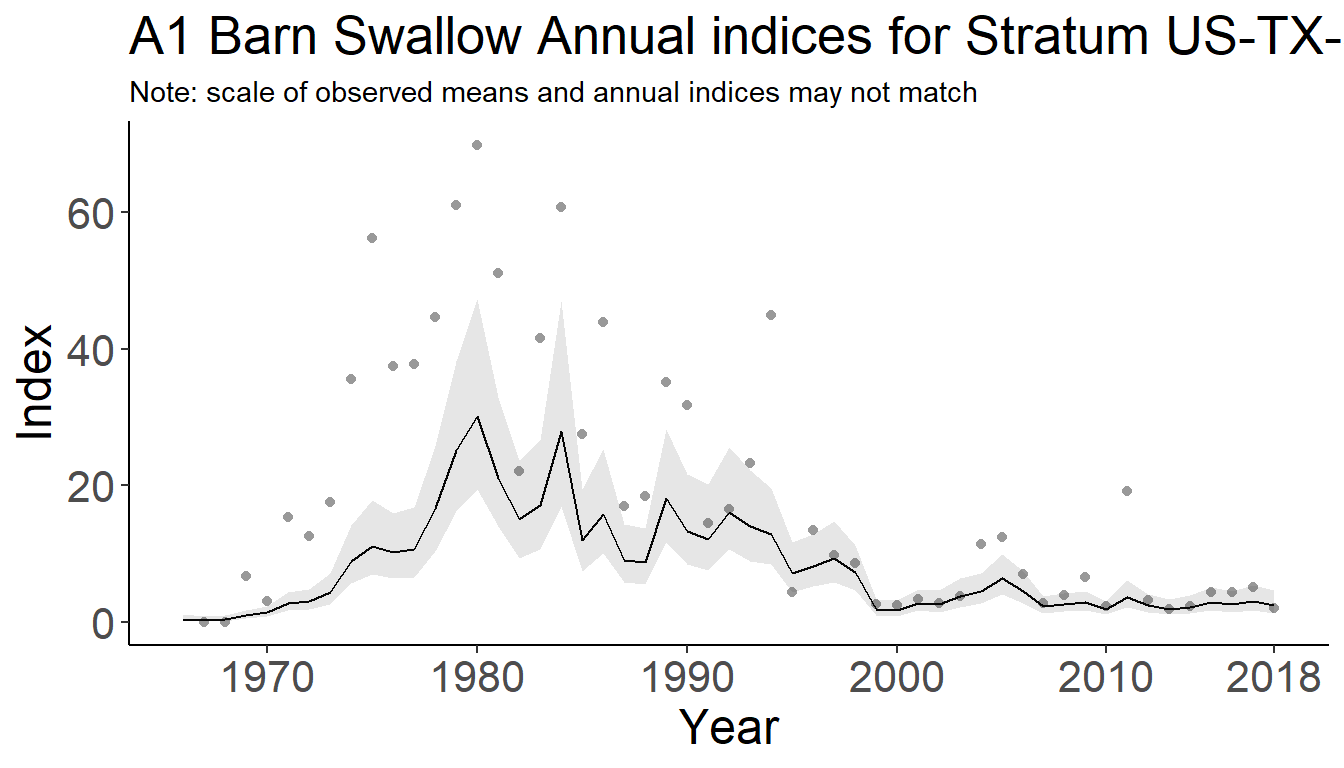 A1 Barn Swallow Annual indices for Stratum US-TX-
Note: scale of observed means and annual indices may not match
60
40
20
0
Index
1970 1980 1990 2000 2010 2018
Year